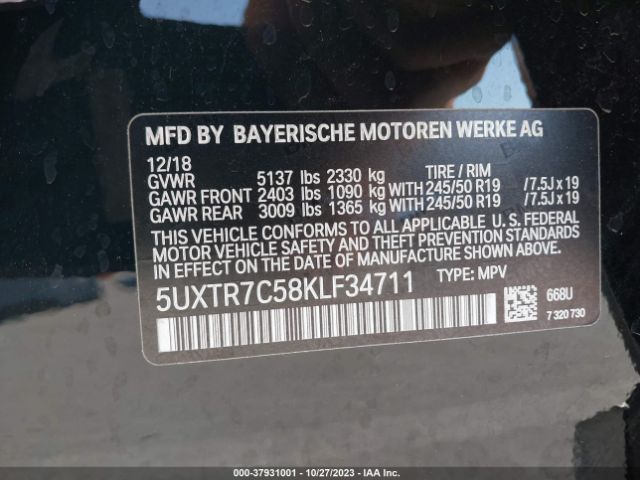 MFD BY BAYERISCHE MOTOREN WERKE AG
12/18
GVWR 5137 lbs 2330 kg TIRE / RIM
GAWR FRONT 2403 lbs 1090 kg WITH 245/50 R19 /7.5J x 19
GAWR REAR 3009 lbs 1365 kg WITH 245/50 R19 /7.5J x 19
THIS VEHICLE CONFORMS TO ALL APPLICABLE U. S. FEDERAL
MOTOR VEHICLE SAFETY AND THEFT PREVENTION STANDARDS
IN EFFECT ON THE DATE OF MANUFACTURE SHOWN ABOVE.
5UXTR7C58KLF34711 TYPE: MPV
668U
7 320 730
000-37931001 - 10/27/2023 - IAA Inc.